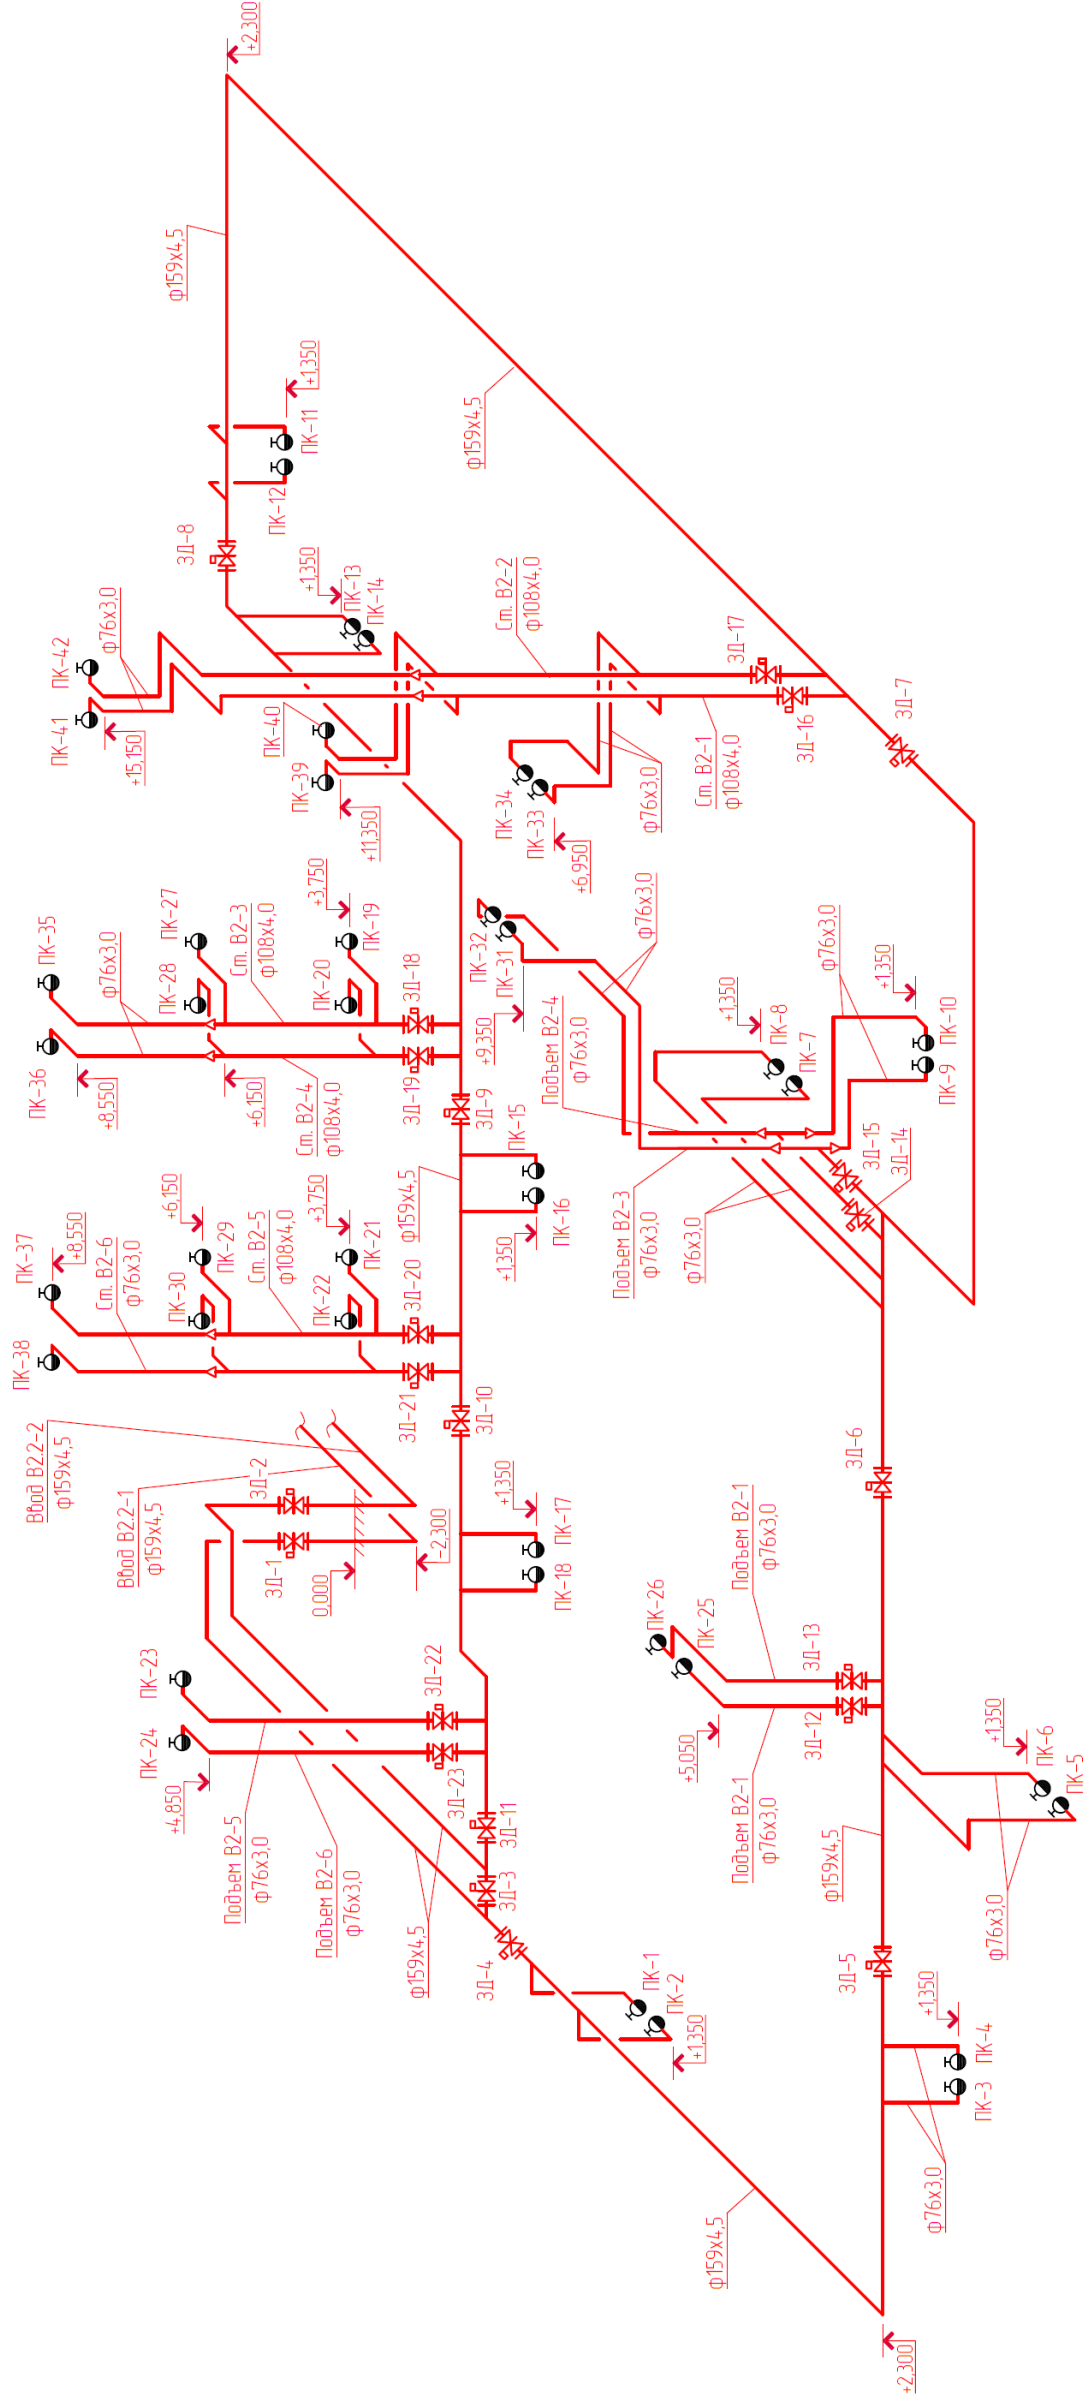 +2,300
ф159х4,5
+1,350
ПК-11
ПК-12
ЗД-8
+1,350
ПК-13
ПК-14
ф159х4,5
ф76х3,0
ПК-42
ПК-41
+15,150
ПК-40
ПК-39
+11,350
Ст. В2-2
ф108х4,0
ЗД-17
ЗД-16
ЗД-7
Ст. В2-1
ф108х4,0
ф76х3,0
ПК-34
ПК-33
+6,950
ПК-35
ПК-36
+8,550
ф76х3,0
ПК-27
ПК-28
+6,150
Ст. В2-3
ф108х4,0
Ст. В2-4
ф108х4,0
+3,750
ПК-19
ПК-20
ЗД-18
ЗД-19
ЗД-9
ПК-32
ПК-31
+9,350
ф76х3,0
Подъем В2-4
ф76х3,0
+1,350
ПК-8
ПК-7
ф76х3,0
+1,350
ПК-10
ПК-9
ЗД-15
ЗД-14
Подъем В2-3
ф76х3,0
ф76х3,0
ф159х4,5
ПК-15
ПК-16
+1,350
ПК-37
+8,550
ПК-38
Ст. В2-6
ф76х3,0
+6,150
ПК-29
ПК-30
Ст. В2-5
ф108х4,0
+3,750
ПК-21
ПК-22
ЗД-20
ЗД-21
ЗД-10
Ввод В2.2-2
ф159х4,5
Ввод В2.2-1
ф159х4,5
ЗД-2
ЗД-1
0,000
-2,300
+1,350
ПК-17
ПК-18
ЗД-6
ПК-23
ПК-24
+4,850
ЗД-22
ЗД-23
ЗД-11
ЗД-3
ЗД-4
Подъем В2-5
ф76х3,0
Подъем В2-6
ф76х3,0
ф159х4,5
ПК-26
ПК-25
+5,050
Подъем В2-1
ф76х3,0
ЗД-13
ЗД-12
Подъем В2-1
ф76х3,0
+1,350
ПК-6
ПК-5
ф159х4,5
ф76х3,0
ЗД-5
ПК-1
ПК-2
+1,350
+1,350
ПК-4
ПК-3
ф76х3,0
ф159х4,5
+2,300